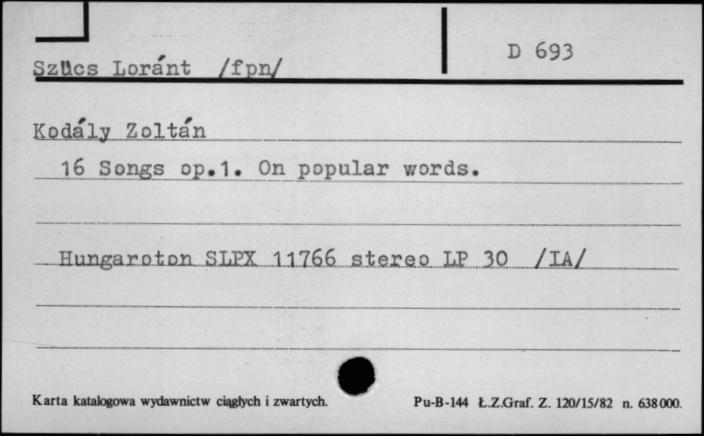 D 693
Szücs Loránt /fpn/
Kodály Zoltán
16 Songs op.1. On popular words.
Hungaroton SLPX 11766 stereo LP 30 /IA/
Karta katalogowa wydawnictw ciągłych i zwartych. Pu-B-144 Ł.Z.Graf. Z. 120/15/82 n. 638000.